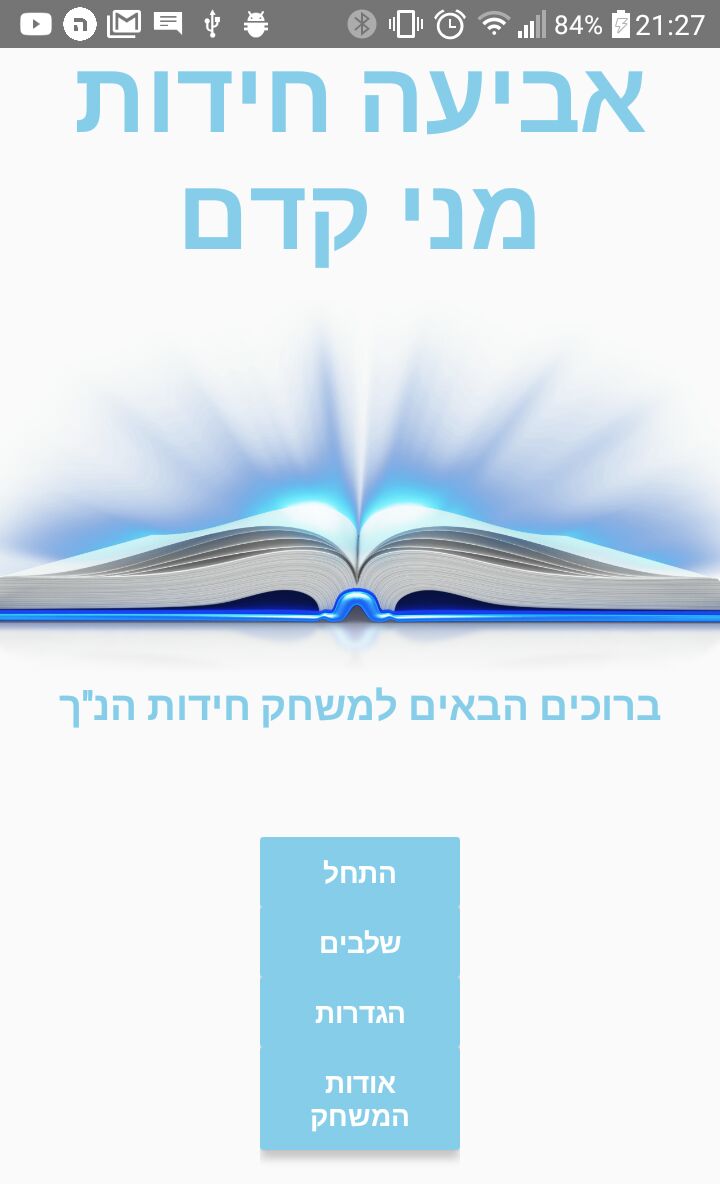 84% 21:27
אביעה חידות
מני קדם
ברוכים הבאים למשחק חידות הנ"ך
התחל
שלבים
הגדרות
אודות
המשחק